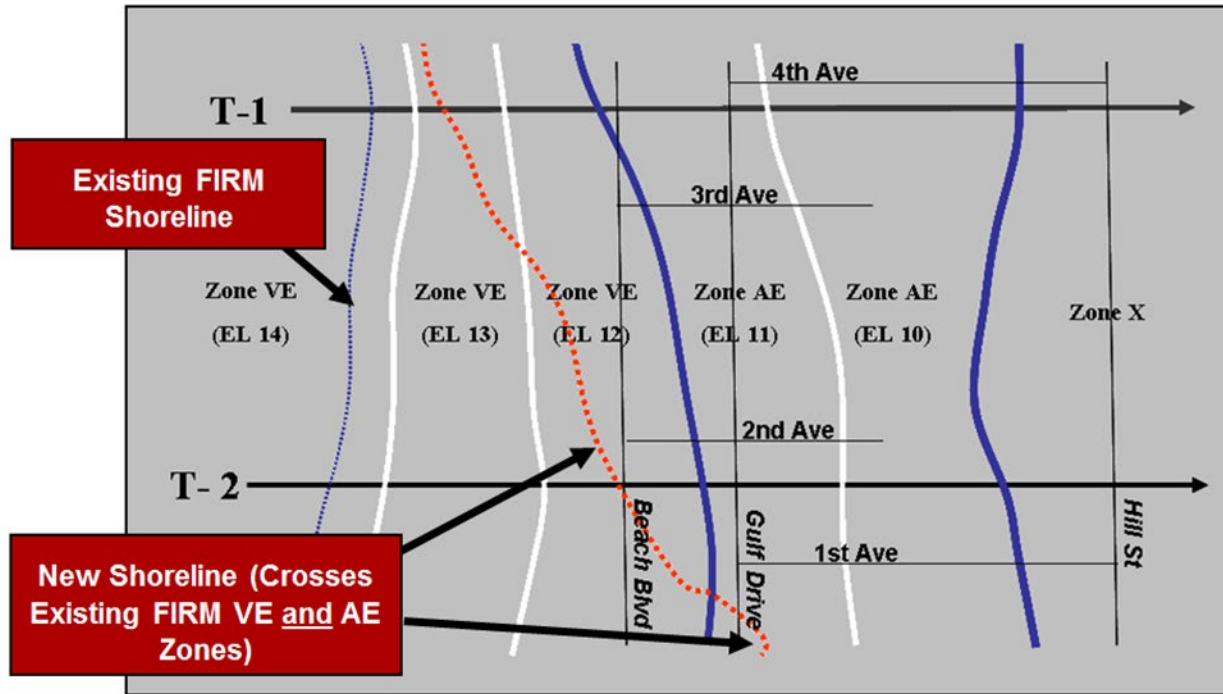 4th Ave
T-1
Existing FIRM
Shoreline
3rd Ave
Zone VE
(EL 14)
Zone VE
(EL 13)
Zone VE
(EL 12)
Zone AE
(EL 11)
Zone AE
(EL 10)
Zone X
2nd Ave
T- 2
Beach Blvd
Gulf Drive
Hill St
1st Ave
New Shoreline (Crosses
Existing FIRM VE and AE
Zones)